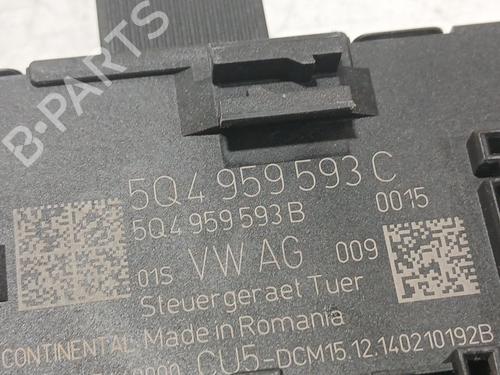 B-PARTS
5Q4 959 593 C
5Q4 959 593 B 0015
01S VW AG 009
Steuergeraet Tuer
CONTINENTAL Made in Romania
CU5-DCM15.12.140210192B